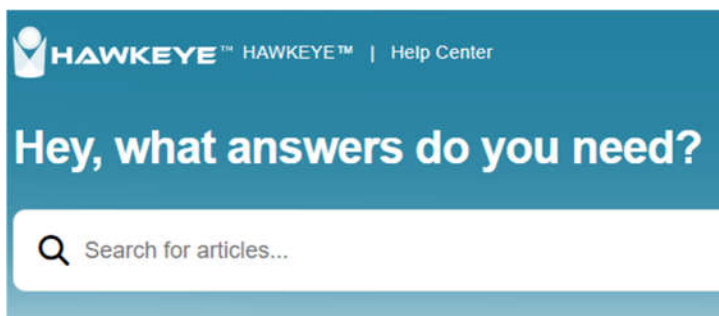 HAWKEYE™ HAWKEYE™ | Help Center
Hey, what answers do you need?
Search for articles...